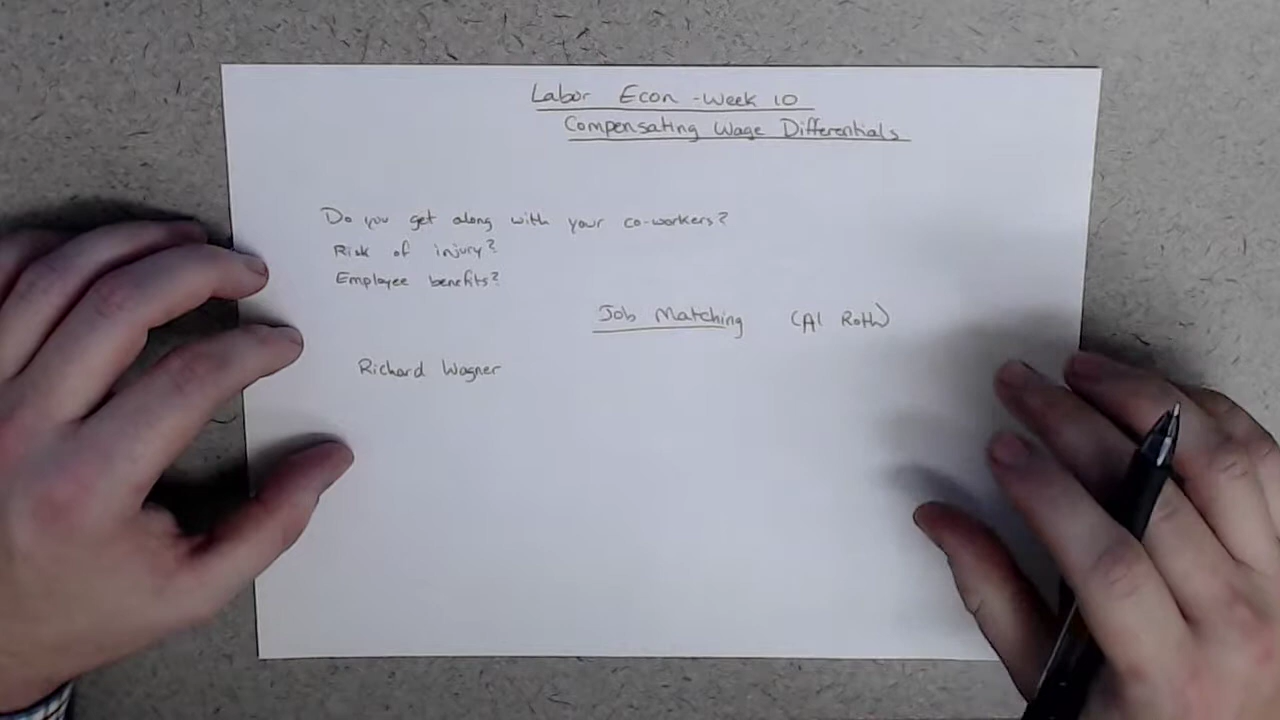 Labor Econ - Week 10
Compensating Wage Differentials
Do you get along with your co-workers?
Risk of injury?
Employee benefits?
Job Matching (Al Roth)
Richard Wagner